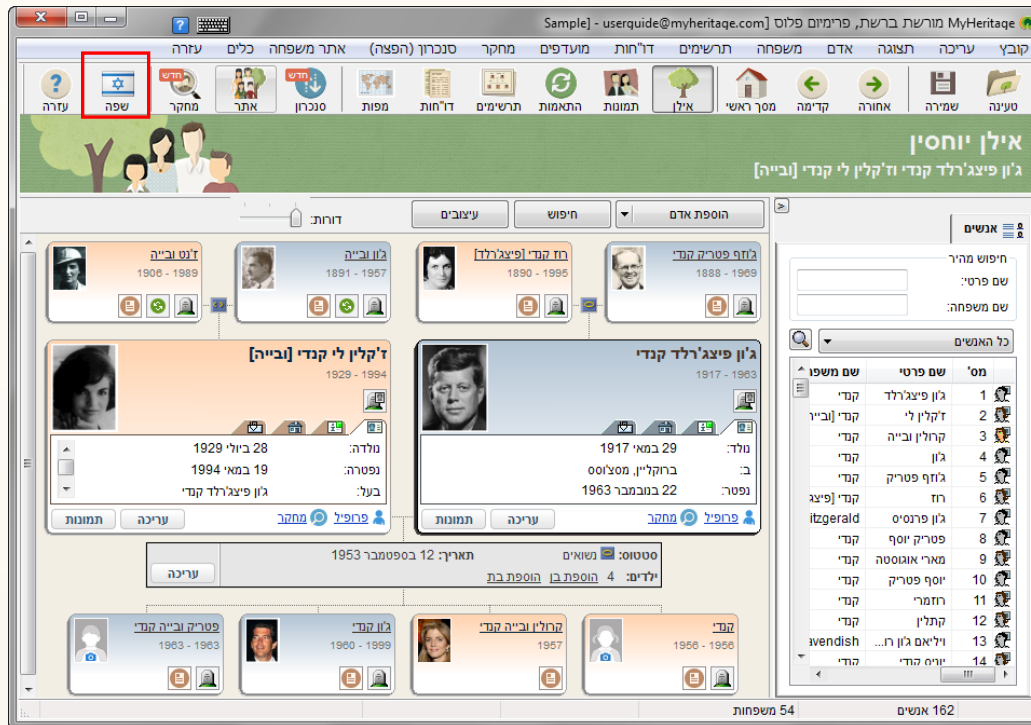 MyHeritage מורשת ברשת, פרימיום פלוס [Sample] - userguide@myheritage.com
קובץ עריכה תצוגה אדם משפחה תרשימים דו"חות מועדפים מחקר סנכרון (הפצה) אתר משפחה כלים עזרה
חדש חדש
טעינה שמירה אחורה קדימה מסך ראשי אילן תמונות התאמות תרשימים דו"חות מפות סנכרון אתר מחקר שפה עזרה
אילן יוחסין
ג'ון פיצג'רלד קנדי וז'קלין לי קנדי [ובייה]
אנשים
חיפוש מהיר
שם פרטי:
שם משפחה:
כל האנשים
מס' שם פרטי שם משפ
1 ג'ון פיצג'רלד קנדי
2 ז'קלין לי קנדי [ובייו
3 קרולין ובייה קנדי
4 ג'ון קנדי
5 ג'וזף פטריק קנדי
6 רוז קנדי [פיצג
7 ג'ון פרנסיס itzgerald
8 פטריק יוסף קנדי
9 מארי אוגוסטה קנדי
10 יוסף פטריק קנדי
11 רוזמרי קנדי
12 קתלין קנדי
13 ויליאם ג'ון רו... avendish
14 יוניס קנדי קנדי
הוספת אדם חיפוש עיצובים דורות:
ג'וזף פטריק קנדי
1888 - 1969
רוז קנדי [פיצג'רלד]
1890 - 1995
ג'ון ובייה
1891 - 1957
ז'נט ובייה
1906 - 1989
ג'ון פיצג'רלד קנדי
1917 - 1963
נולד: 29 במאי 1917
ב: ברוקליין, מסצ'וסס
נפטר: 22 בנובמבר 1963
פרופיל מחקר עריכה תמונות
ז'קלין לי קנדי [ובייה]
1929 - 1994
נולדה: 28 ביולי 1929
נפטרה: 19 במאי 1994
בעל: ג'ון פיצג'רלד קנדי
פרופיל מחקר עריכה תמונות
סטטוס: נשואים תאריך: 12 בספטמבר 1953
ילדים: 4 הוספת בן הוספת בת
עריכה
קנדי
1956 - 1956
קרולין ובייה קנדי
1957
ג'ון קנדי
1960 - 1999
פטריק ובייה קנדי
1963 - 1963
162 אנשים 54 משפחות